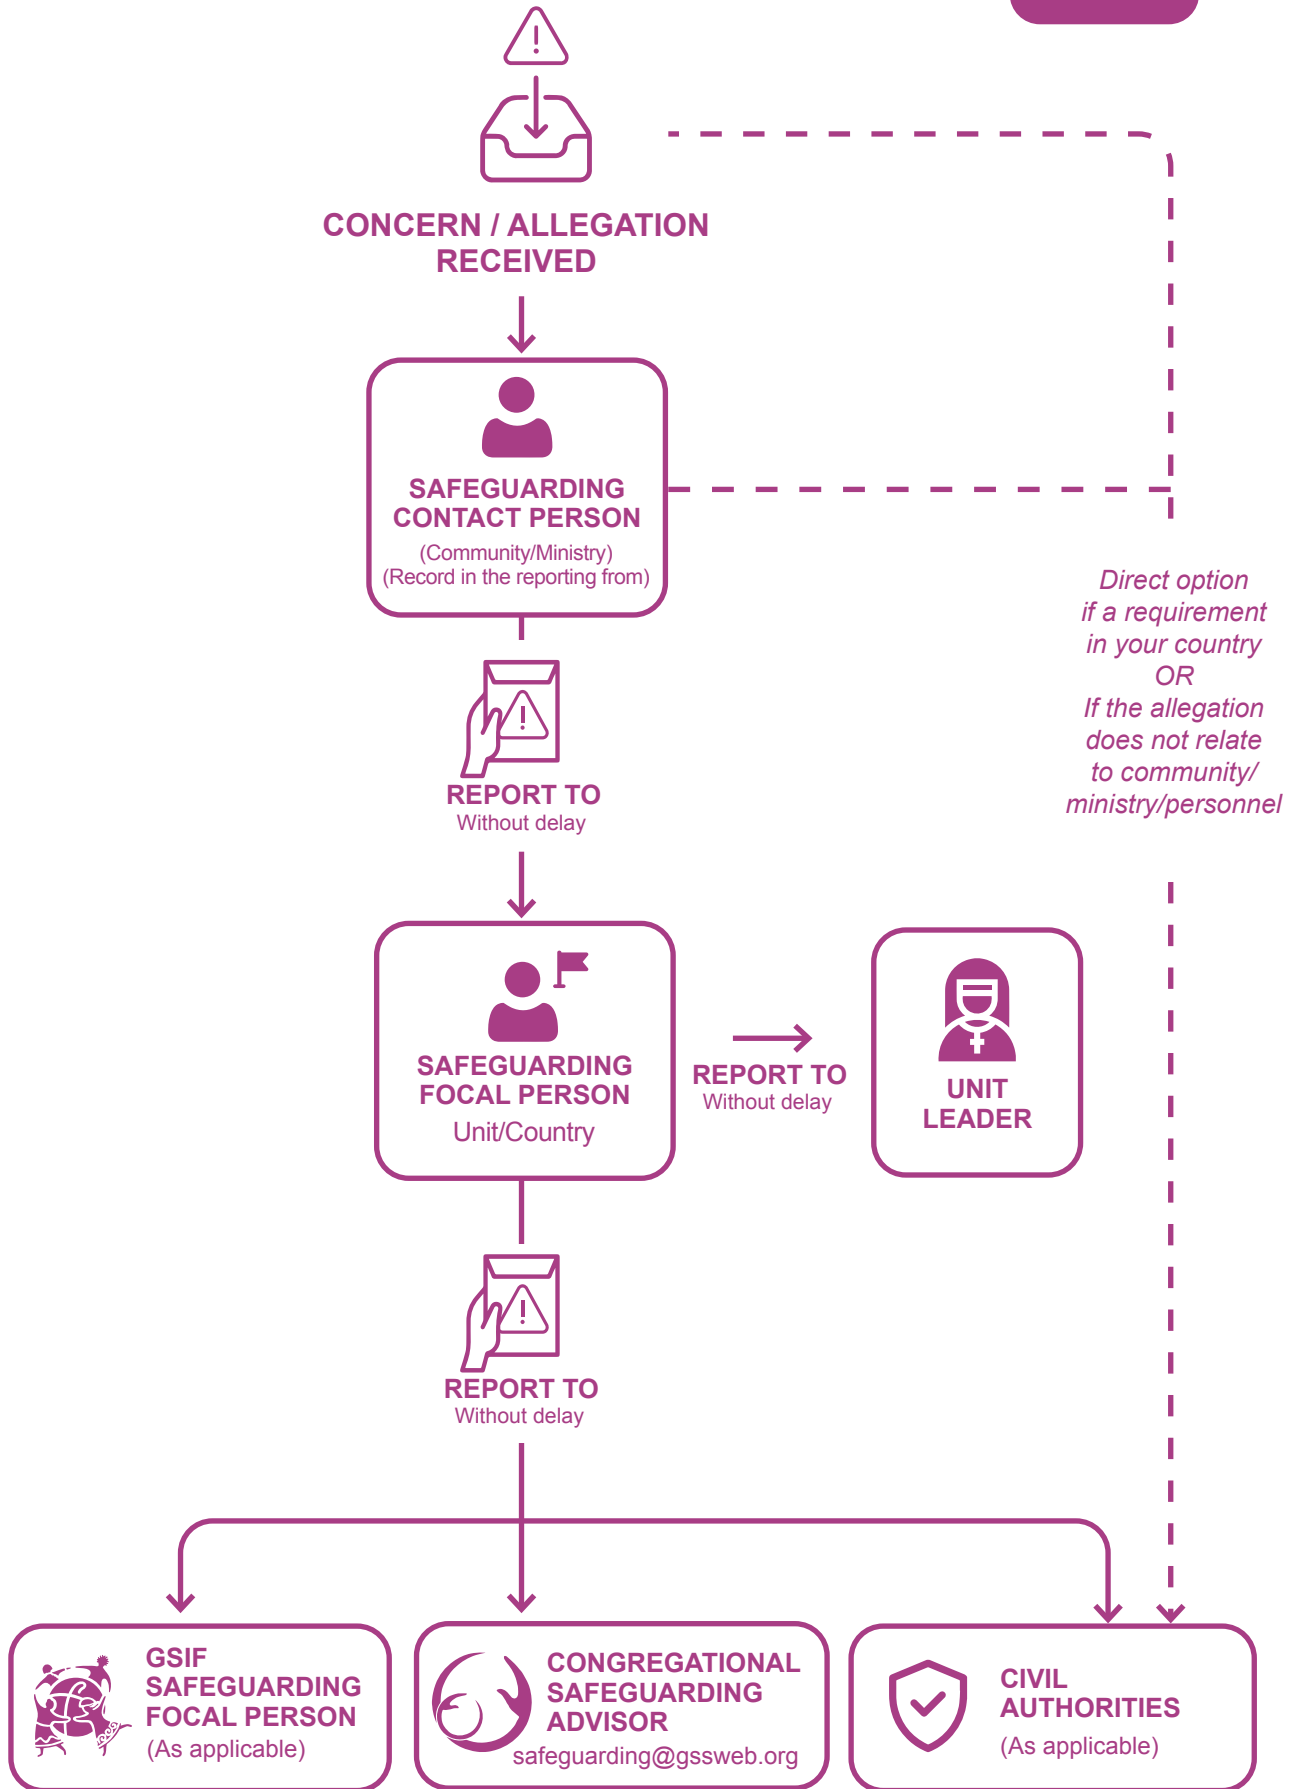 CONCERN / ALLEGATION
RECEIVED
SAFEGUARDING
CONTACT PERSON
(Community/Ministry)
(Record in the reporting from)
Direct option
if a requirement
in your country
OR
If the allegation
does not relate
to community/
ministry/personnel
REPORT TO
Without delay
SAFEGUARDING
FOCAL PERSON
Unit/Country
REPORT TO
Without delay
UNIT
LEADER
REPORT TO
Without delay
GSIF
SAFEGUARDING
FOCAL PERSON
(As applicable)
CONGREGATIONAL
SAFEGUARDING
ADVISOR
safeguarding@gssweb.org
CIVIL
AUTHORITIES
(As applicable)